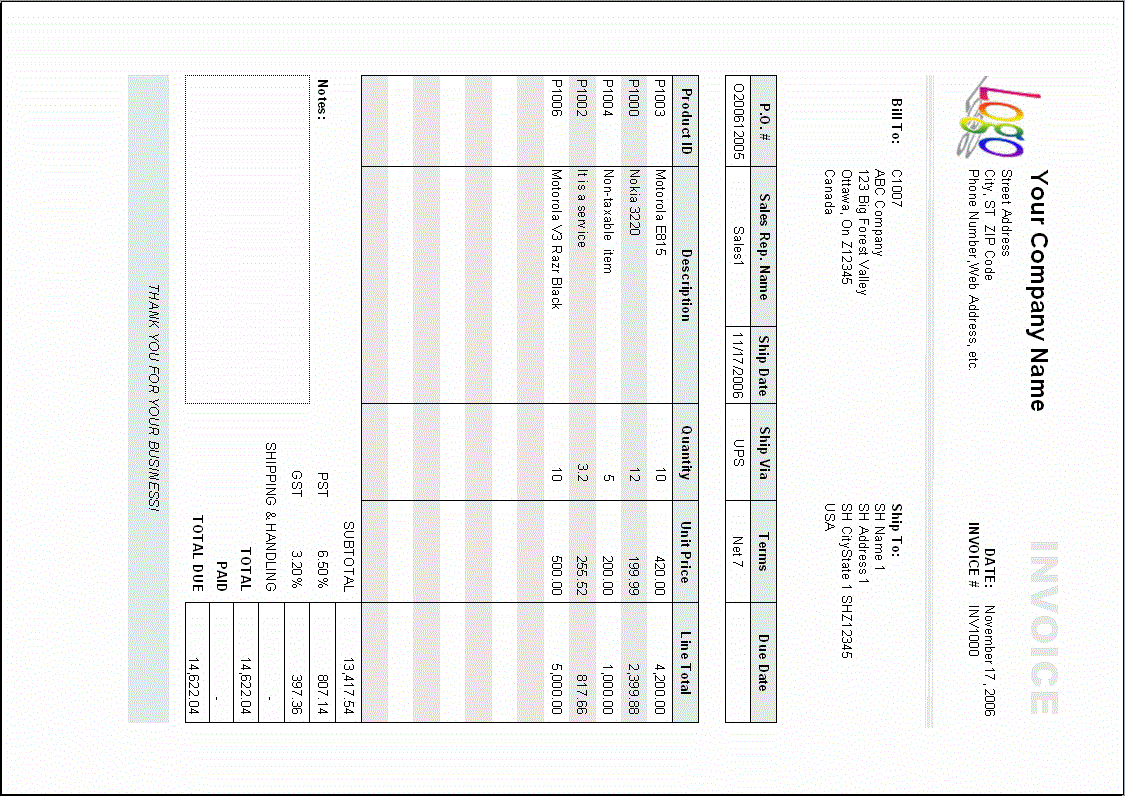 Logo
Your Company Name
INVOICE
Street Address
City, ST ZIP Code
Phone Number,Web Address, etc.
DATE: November 17, 2006
INVOICE # INV1000
Bill To: C1007
ABC Company
123 Big Forest Valley
Ottawa, On Z12345
Canada
Ship To:
SH Name 1
SH Address 1
SH CityState 1 SHZ12345
USA
P.O. # Sales Rep. Name Ship Date Ship Via Terms Due Date
O200612005 Sales1 11/17/2006 UPS Net 7
Product ID Description Quantity Unit Price Line Total
P1003 Motorola E815 10 420.00 4,200.00
P1000 Nokia 3220 12 199.99 2,399.88
P1004 Non-taxable item 5 200.00 1,000.00
P1002 It is a service 3.2 255.52 817.66
P1006 Motorola V3 Razr Black 10 500.00 5,000.00
SUBTOTAL 13,417.54
Notes:
PST 6.50% 807.14
GST 3.20% 397.36
SHIPPING & HANDLING -
TOTAL 14,622.04
PAID -
TOTAL DUE 14,622.04
THANK YOU FOR YOUR BUSINESS!